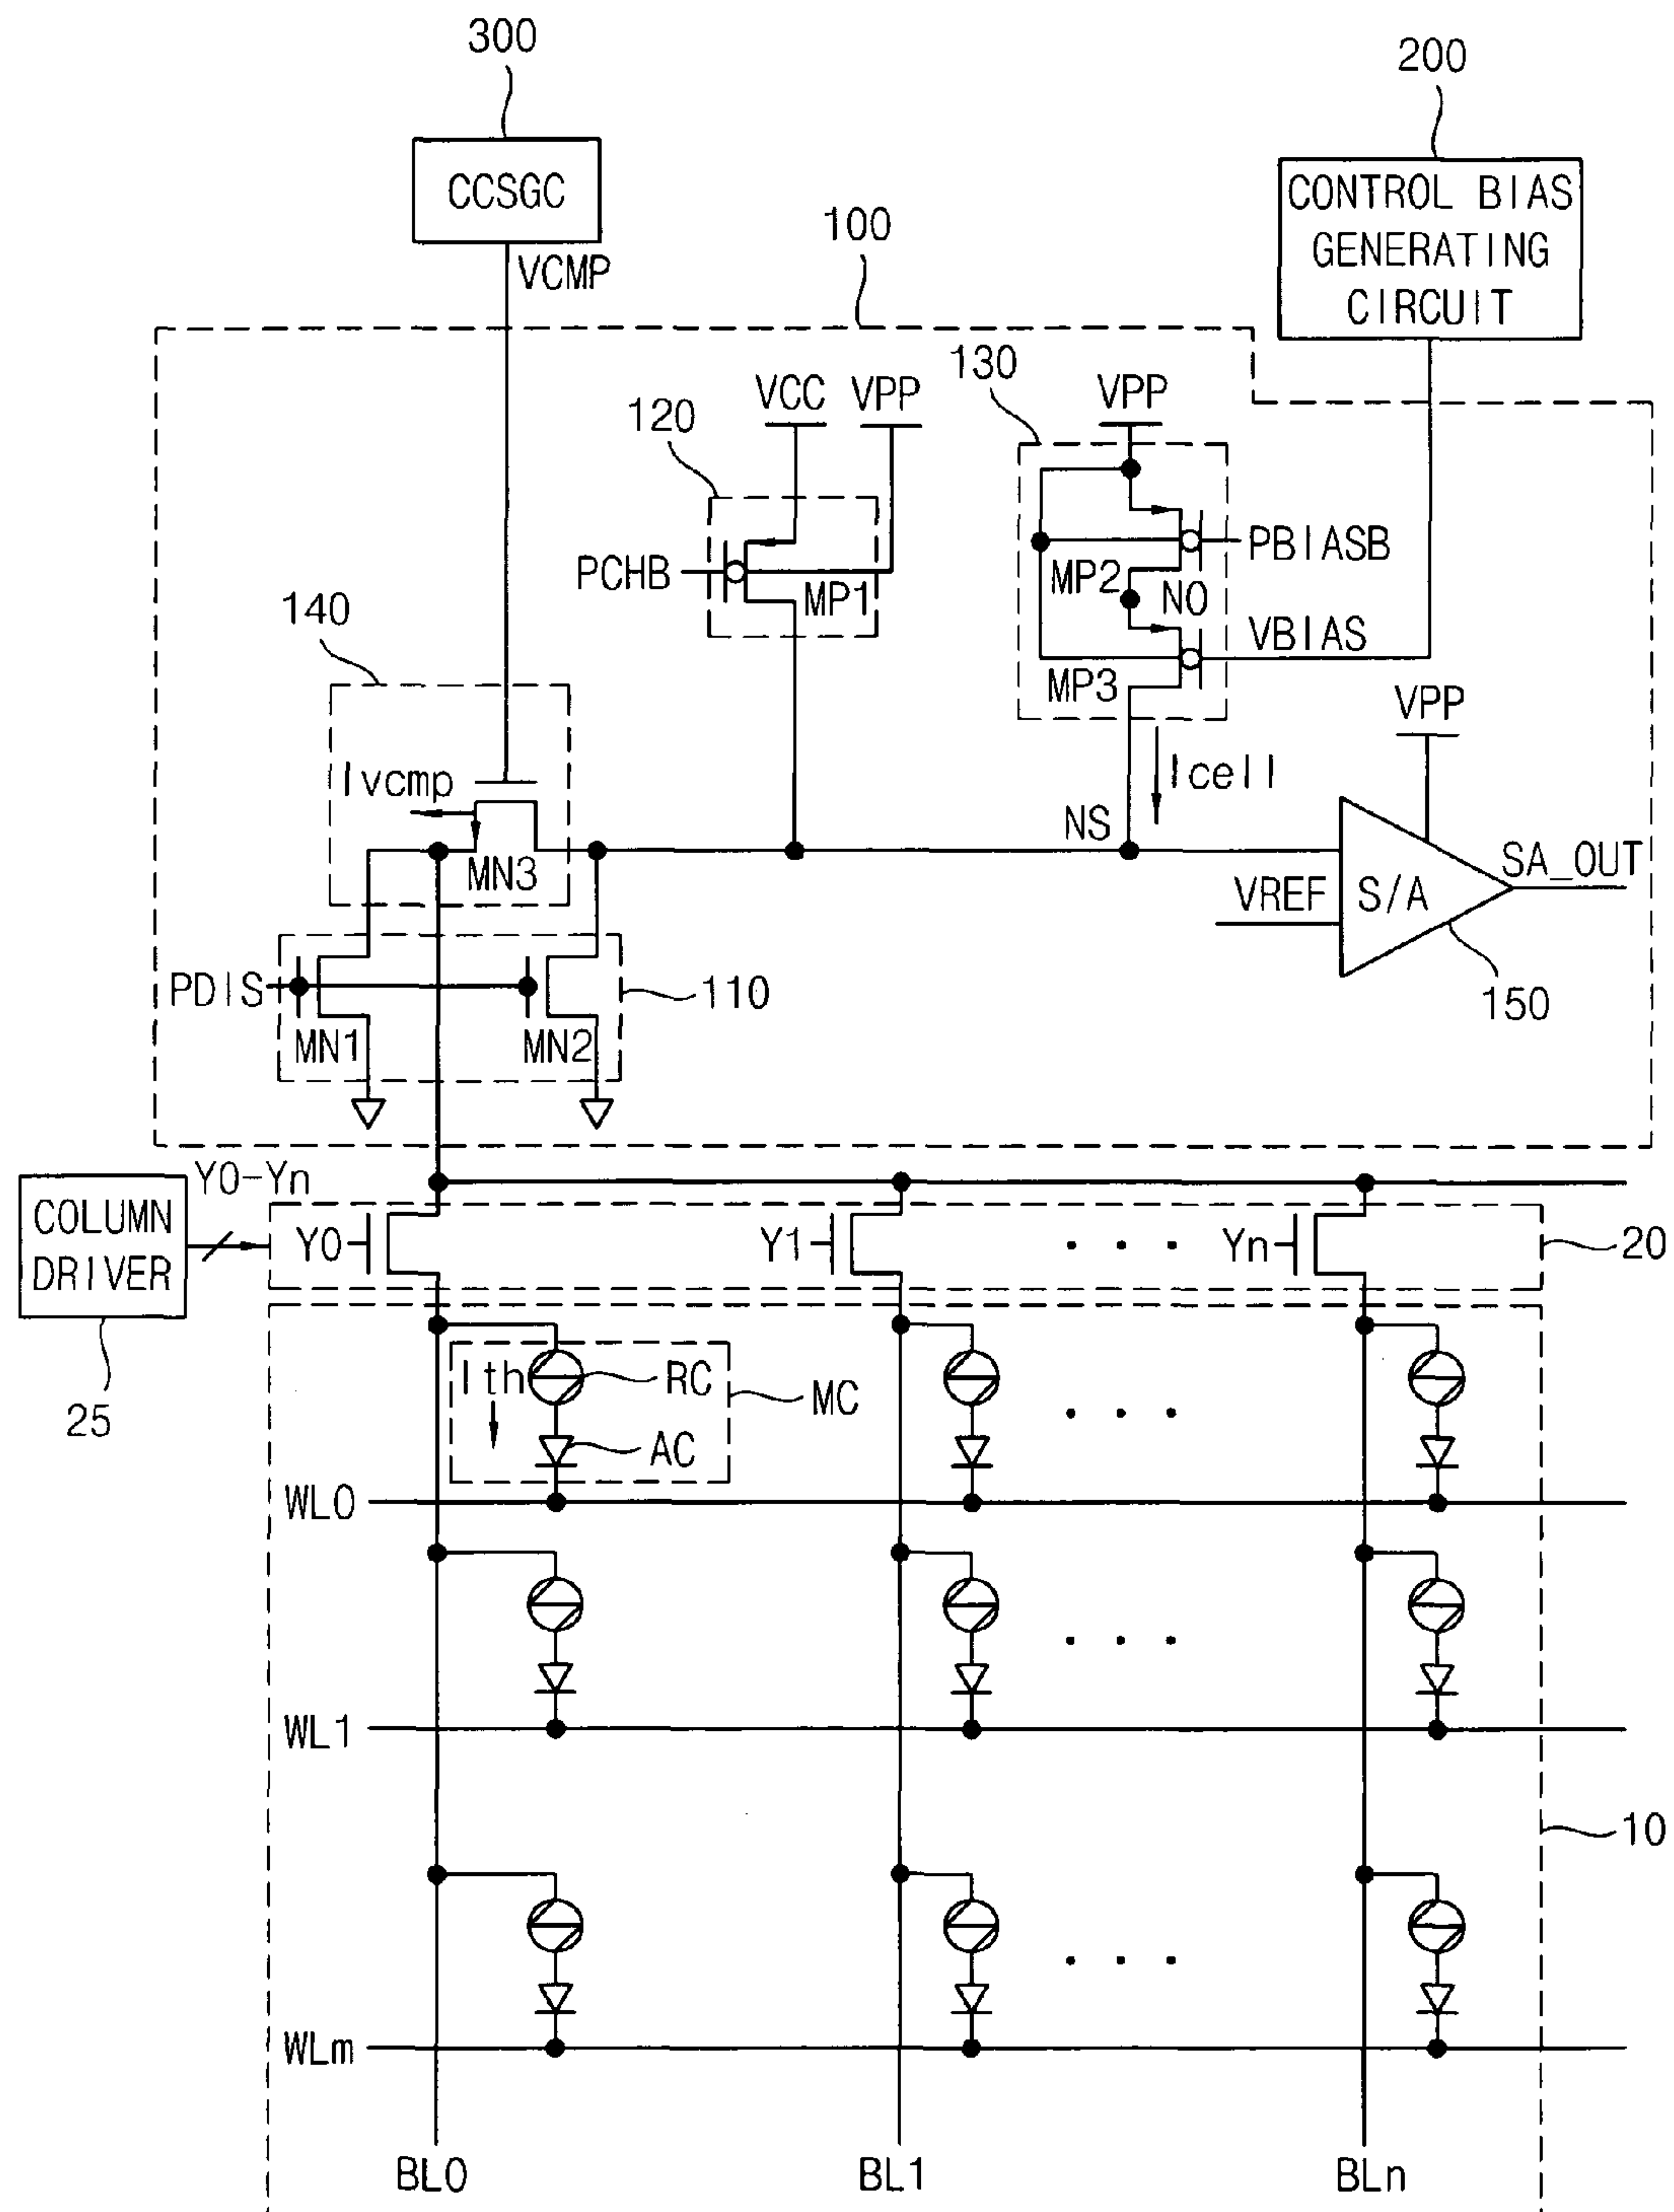 300
200
CCSGC
CONTROL BIAS
GENERATING
CIRCUIT
100
VCMP
130
VCC
VPP
VPP
120
PCHB
MP1
PBIASB
MP2
NO
VBIAS
MP3
140
VPP
Ivcmp
Icell
NS
MN3
SA_OUT
VREF
S/A
PDIS
110
150
MN1
MN2
Y0-Yn
COLUMN
DRIVER
Y0
Y1
. . .
Yn
20
25
Ith
RC
MC
. . .
AC
WL0
. . .
WL1
10
. . .
WLm
BL0
BL1
BLn